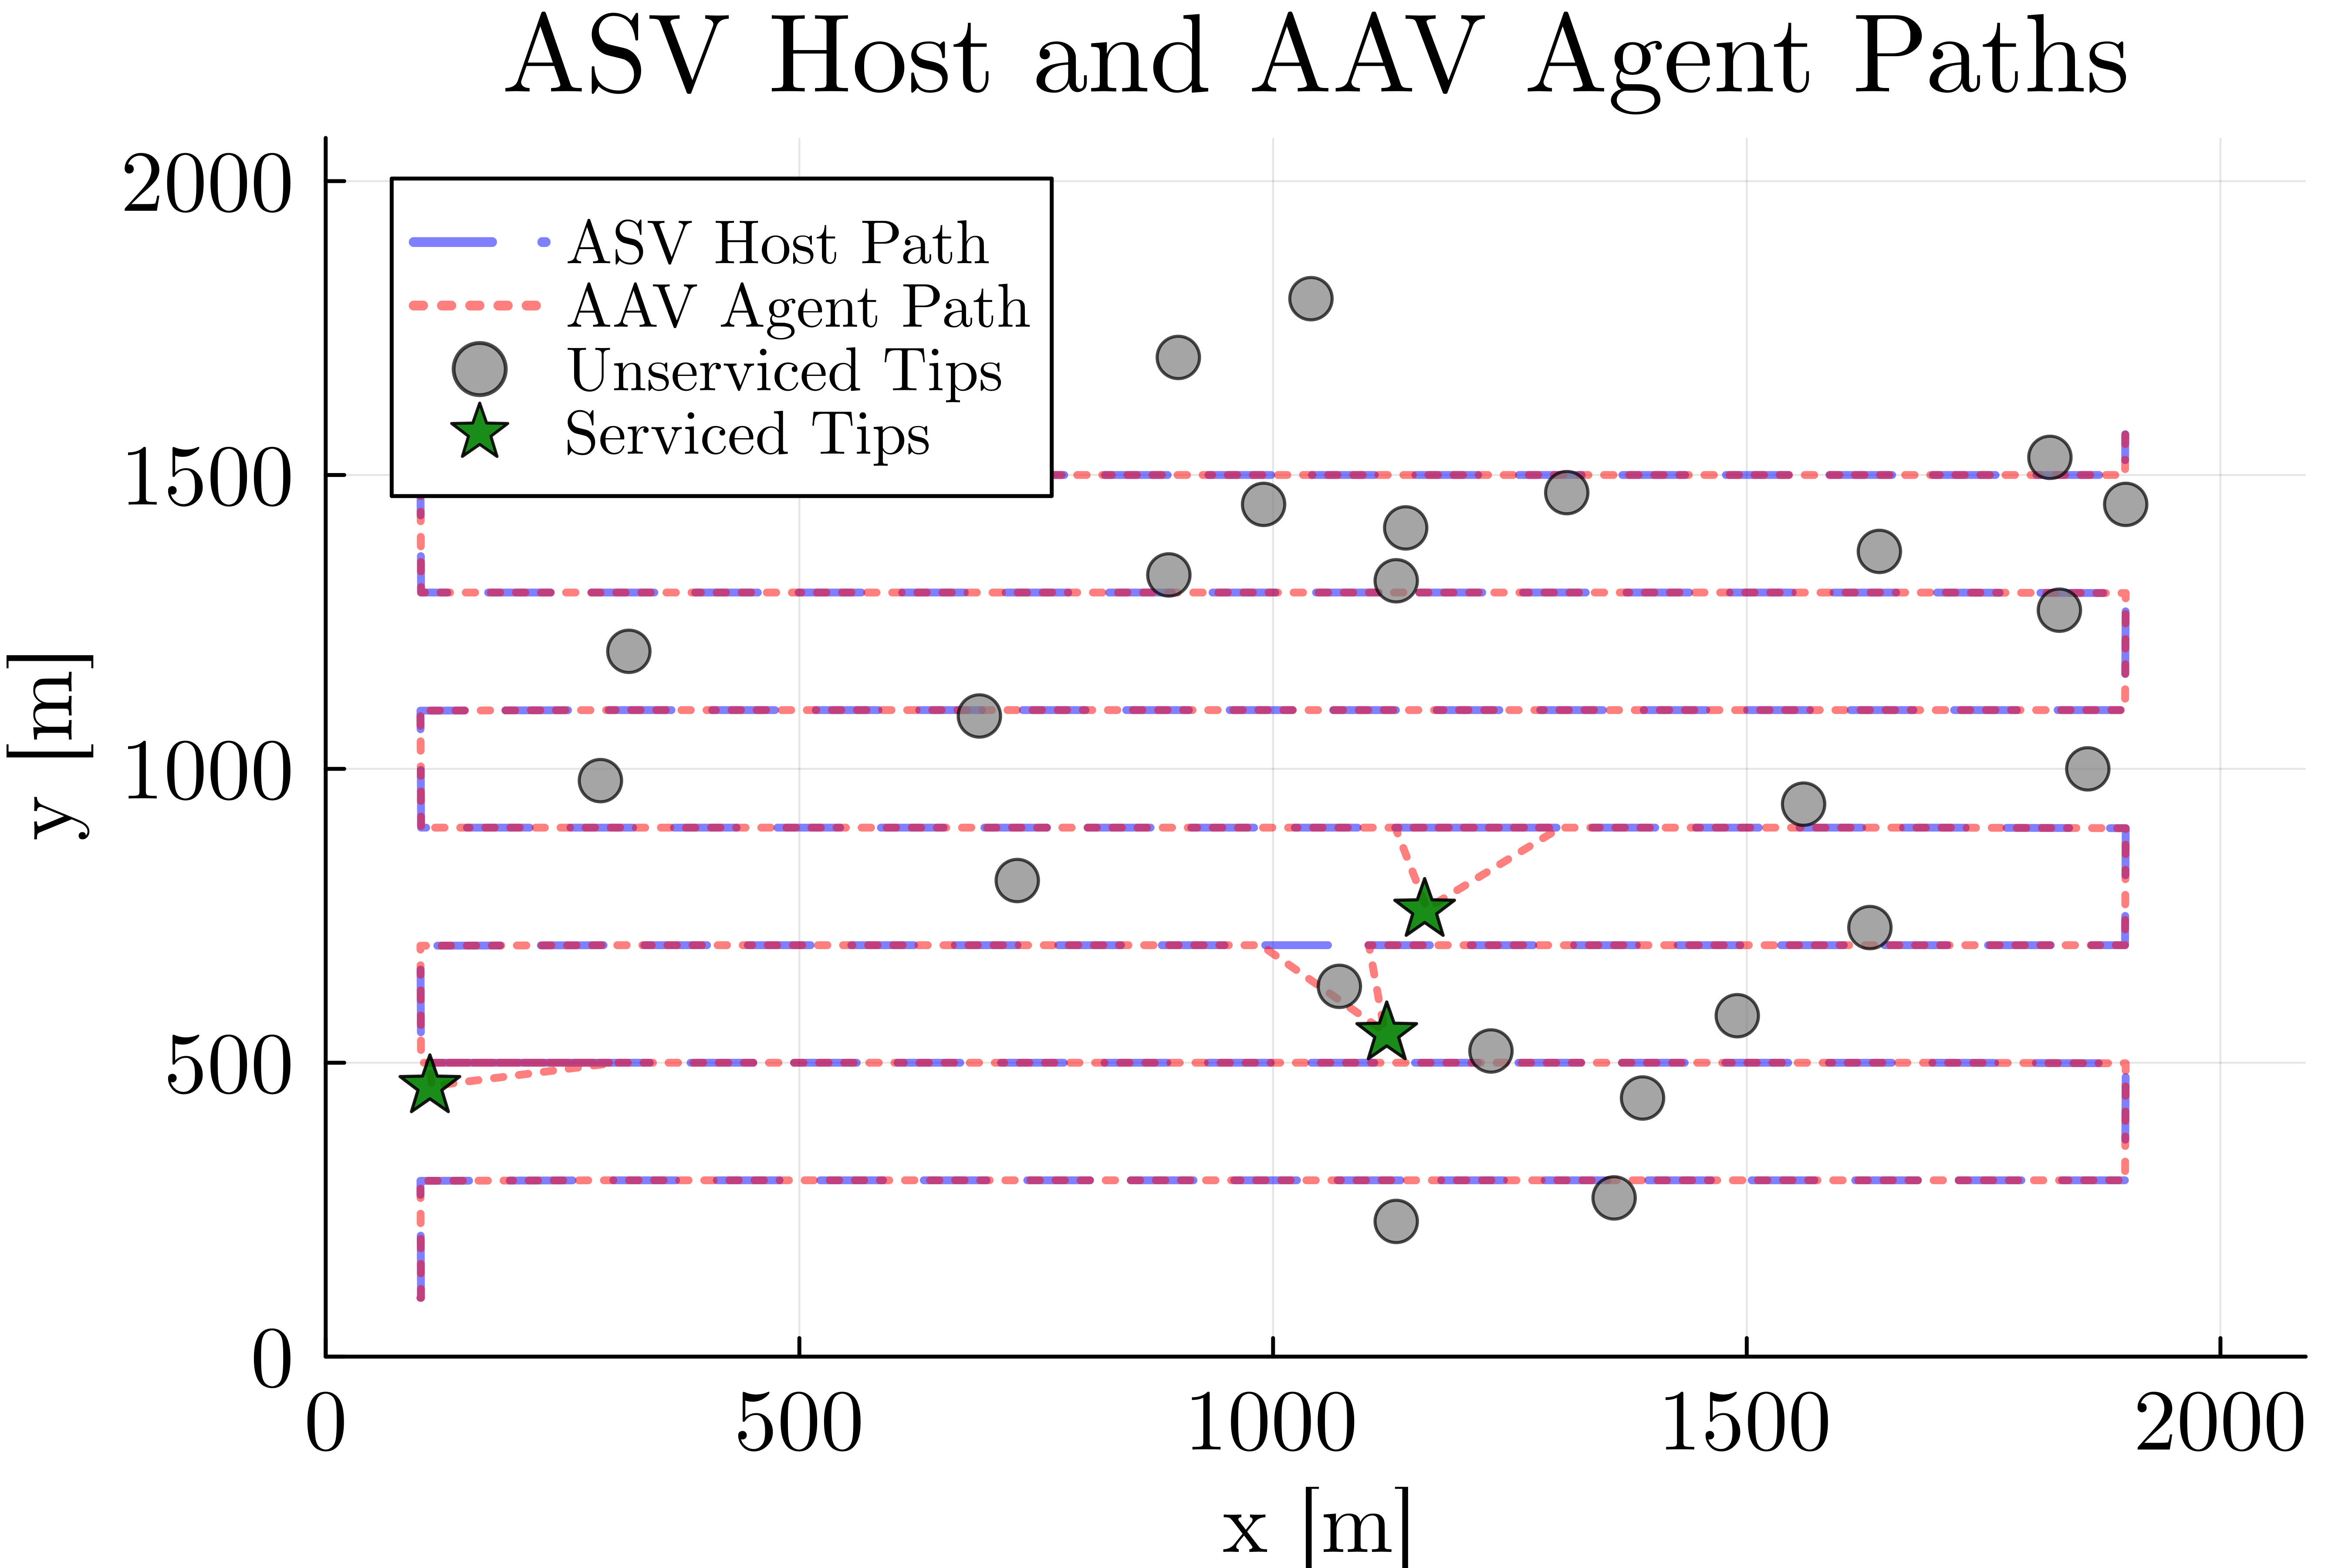 ASV Host and AAV Agent Paths
2000
ASV Host Path
AAV Agent Path
Unserviced Tips
Serviced Tips
1500
1000
500
0
y [m]
0 500 1000 1500 2000
x [m]